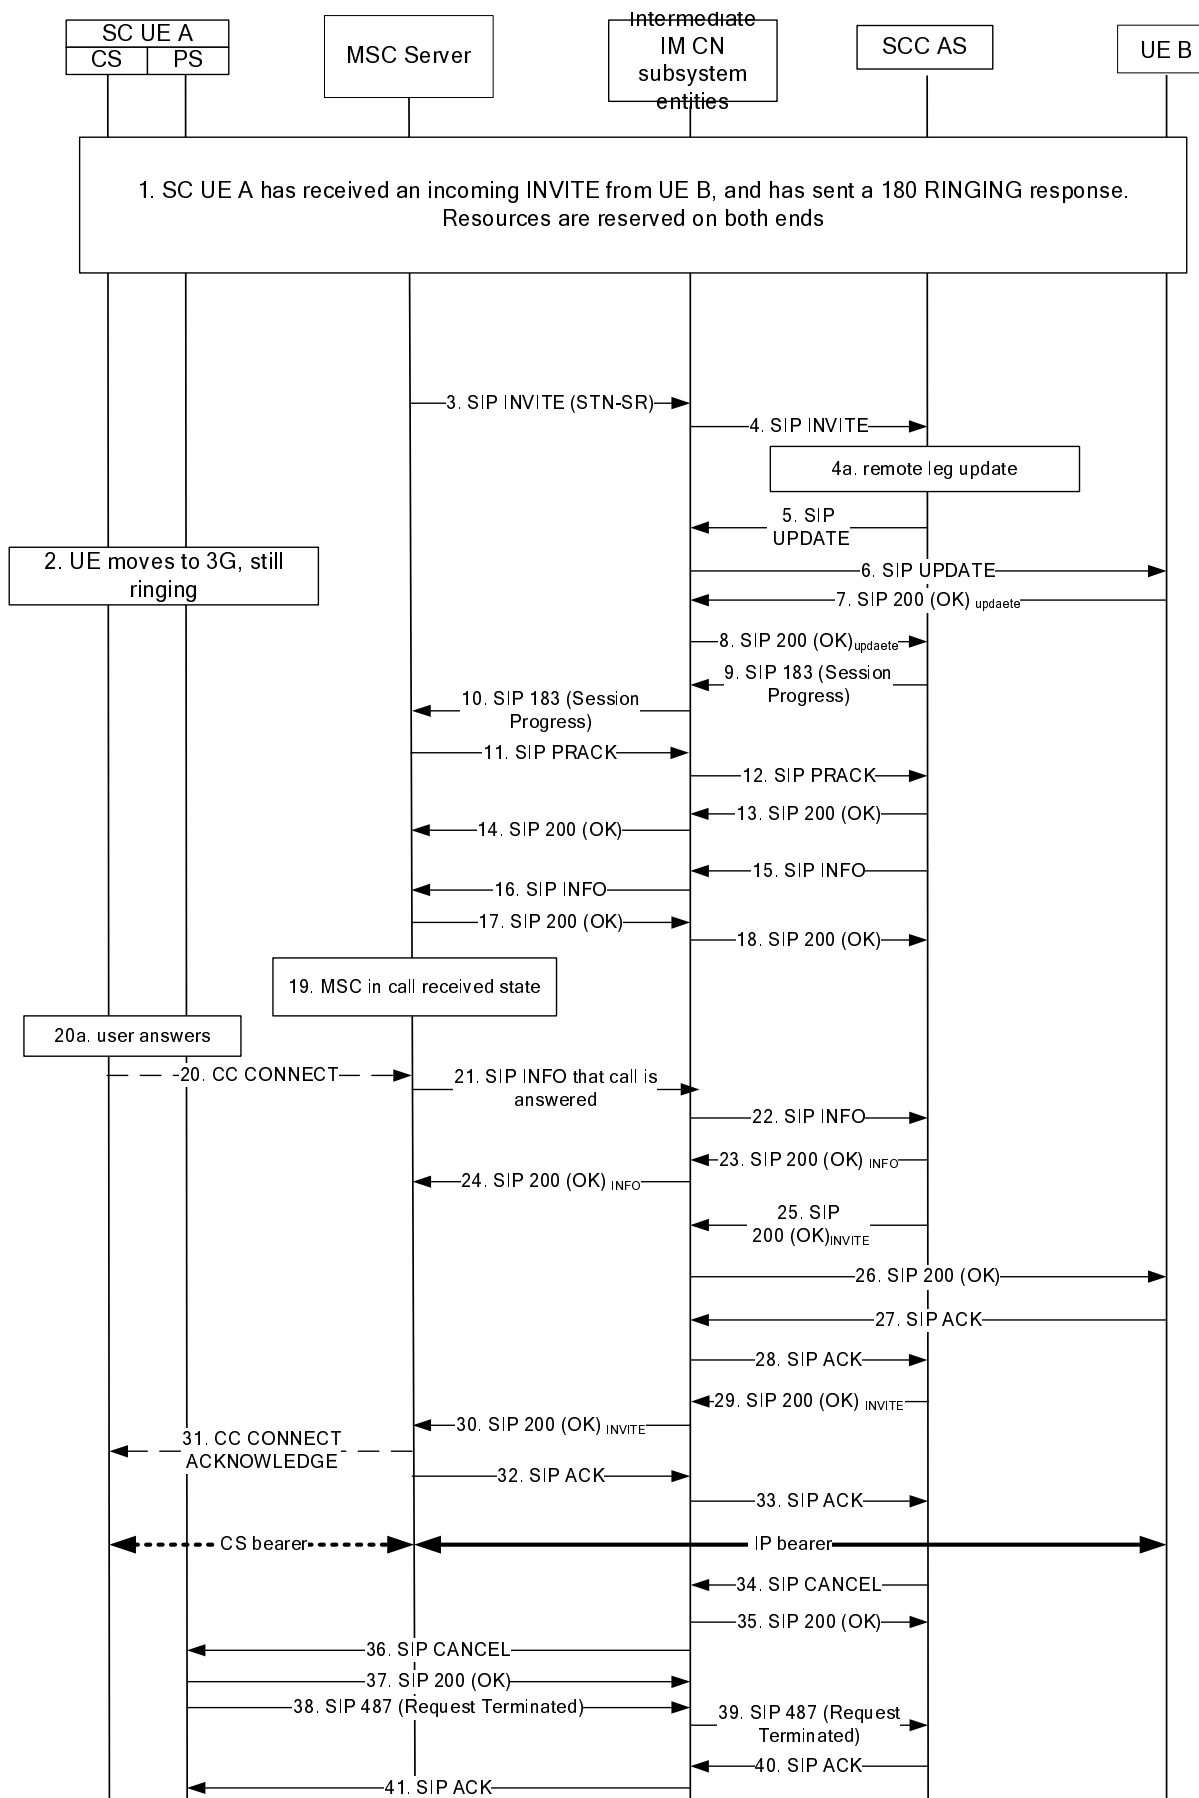 SC UE A
CS
PS
MSC Server
Intermediate
IM CN
subsystem
entities
SCC AS
UE B
1. SC UE A has received an incoming INVITE from UE B, and has sent a 180 RINGING response.
Resources are reserved on both ends
3. SIP INVITE (STN-SR)
4. SIP INVITE
4a. remote leg update
5. SIP
UPDATE
2. UE moves to 3G, still
ringing
6. SIP UPDATE
7. SIP 200 (OK) updaete
8. SIP 200 (OK)updaete
9. SIP 183 (Session
Progress)
10. SIP 183 (Session
Progress)
11. SIP PRACK
12. SIP PRACK
13. SIP 200 (OK)
14. SIP 200 (OK)
15. SIP INFO
16. SIP INFO
17. SIP 200 (OK)
18. SIP 200 (OK)
19. MSC in call received state
20a. user answers
20. CC CONNECT
21. SIP INFO that call is
answered
22. SIP INFO
23. SIP 200 (OK) INFO
24. SIP 200 (OK) INFO
25. SIP
200 (OK)INVITE
26. SIP 200 (OK)
27. SIP ACK
28. SIP ACK
29. SIP 200 (OK) INVITE
30. SIP 200 (OK) INVITE
31. CC CONNECT
ACKNOWLEDGE
32. SIP ACK
33. SIP ACK
CS bearer
IP bearer
34. SIP CANCEL
35. SIP 200 (OK)
36. SIP CANCEL
37. SIP 200 (OK)
38. SIP 487 (Request Terminated)
39. SIP 487 (Request
Terminated)
40. SIP ACK
41. SIP ACK